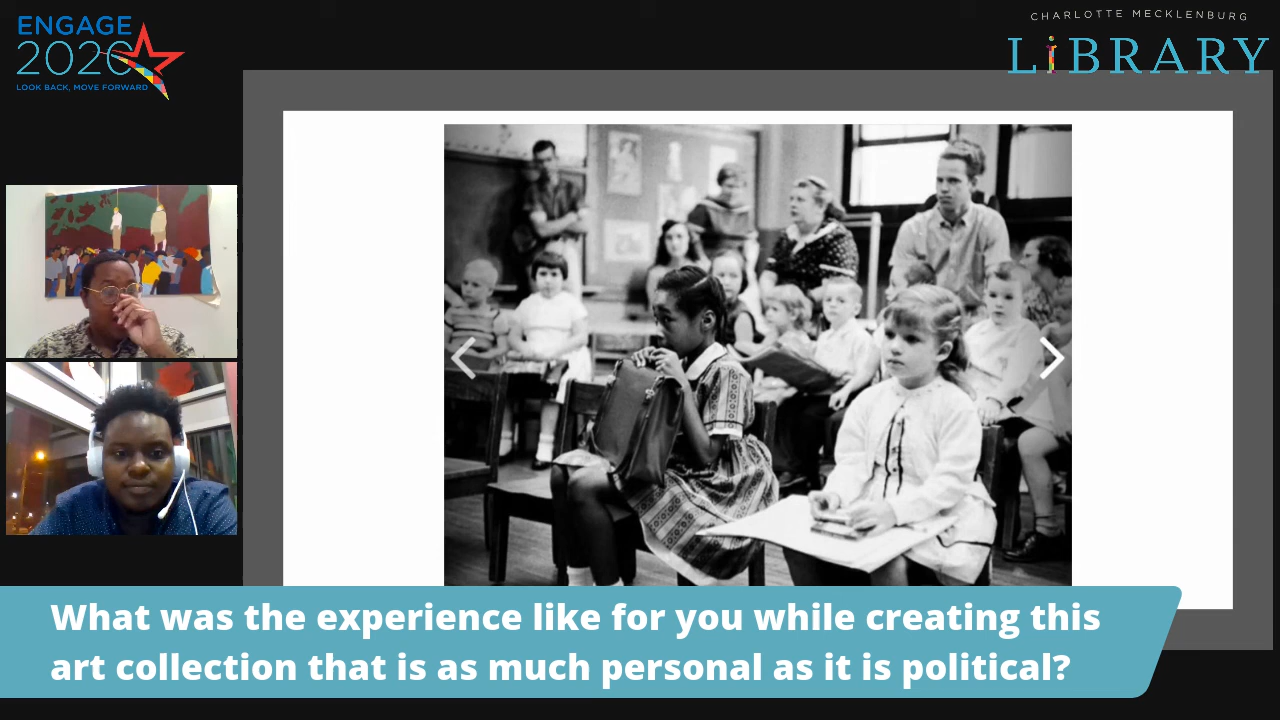 ENGAGE
2020
LOOK BACK, MOVE FORWARD
CHARLOTTE MECKLENBURG
LiBRARY
What was the experience like for you while creating this
art collection that is as much personal as it is political?